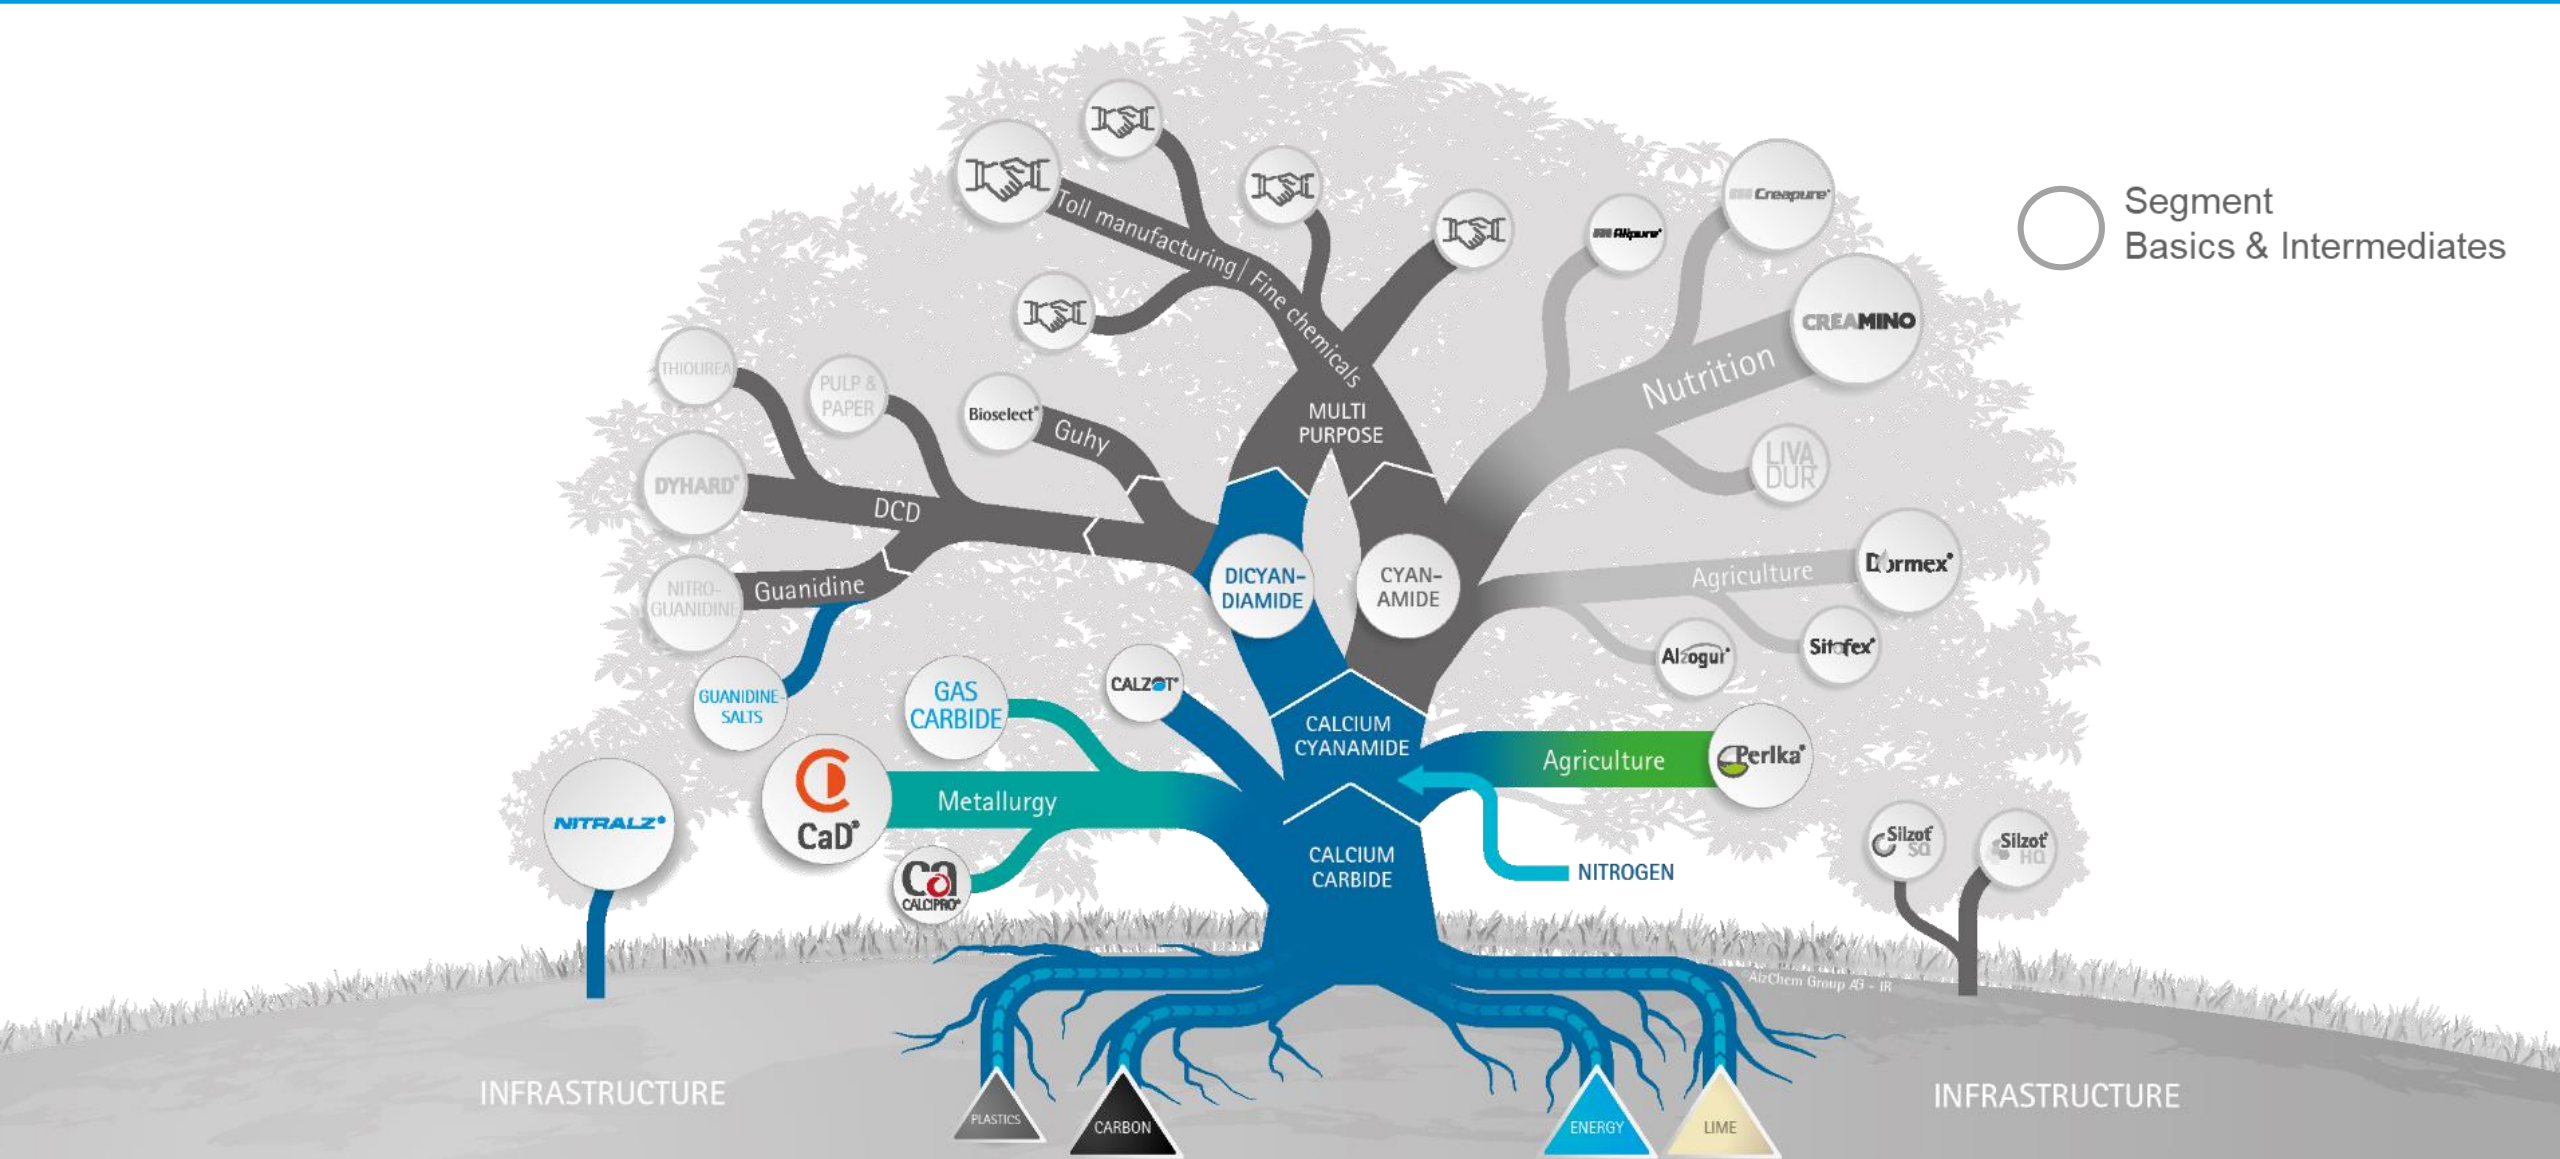 Segment
Basics & Intermediates
Toll manufacturing | Fine chemicals
Alipure®
Creapure®
CREAMINO
Nutrition
LIVA
DUR®
THIOUREA
PULP &
PAPER
Bioselect®
Guhy
MULTI
PURPOSE
DYHARD®
DCD
NITRO-
GUANIDINE
Guanidine
GUANIDINE-
SALTS
DICYAN-
DIAMIDE
CYAN-
AMIDE
Agriculture
Dormex®
Alzogur®
Sitofex®
GAS
CARBIDE
CALZOT®
CALCIUM
CYANAMIDE
Agriculture
Perlka®
NITRALZ®
CaD®
Metallurgy
ca
CALCIPRO®
CALCIUM
CARBIDE
NITROGEN
Silzot®
SQ
Silzot®
HQ
AlzChem Group AG - IR
INFRASTRUCTURE
PLASTICS
CARBON
ENERGY
LIME
INFRASTRUCTURE